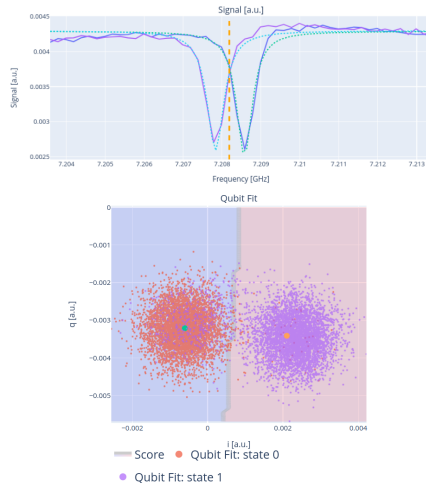 Signal [a.u.]
0.0045
0.004
0.0035
0.003
0.0025
Signal [a.u.]
7.204 7.205 7.206 7.207 7.208 7.209 7.21 7.211 7.212 7.213
Frequency [GHz]
Qubit Fit
0
−0.001
−0.002
−0.003
−0.004
−0.005
q [a.u.]
−0.002 0 0.002 0.004
i [a.u.]
Score Qubit Fit: state 0
Qubit Fit: state 1